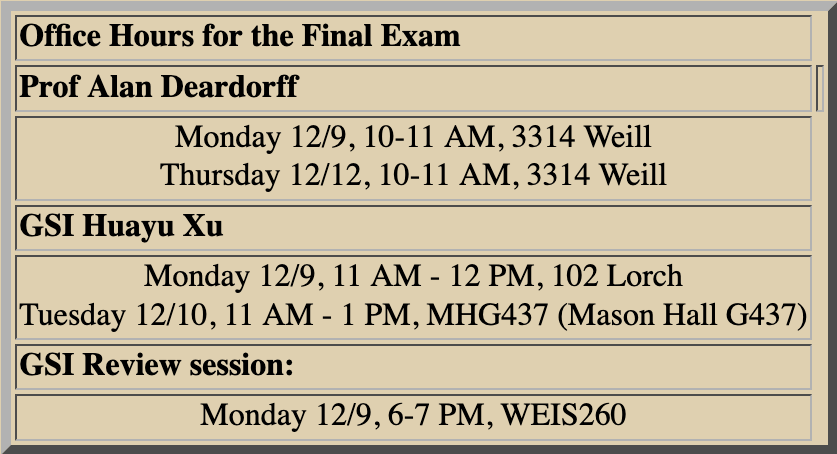 Office Hours for the Final Exam
Prof Alan Deardorff
Monday 12/9, 10-11 AM, 3314 Weill
Thursday 12/12, 10-11 AM, 3314 Weill
GSI Huayu Xu
Monday 12/9, 11 AM - 12 PM, 102 Lorch
Tuesday 12/10, 11 AM - 1 PM, MHG437 (Mason Hall G437)
GSI Review session:
Monday 12/9, 6-7 PM, WEIS260